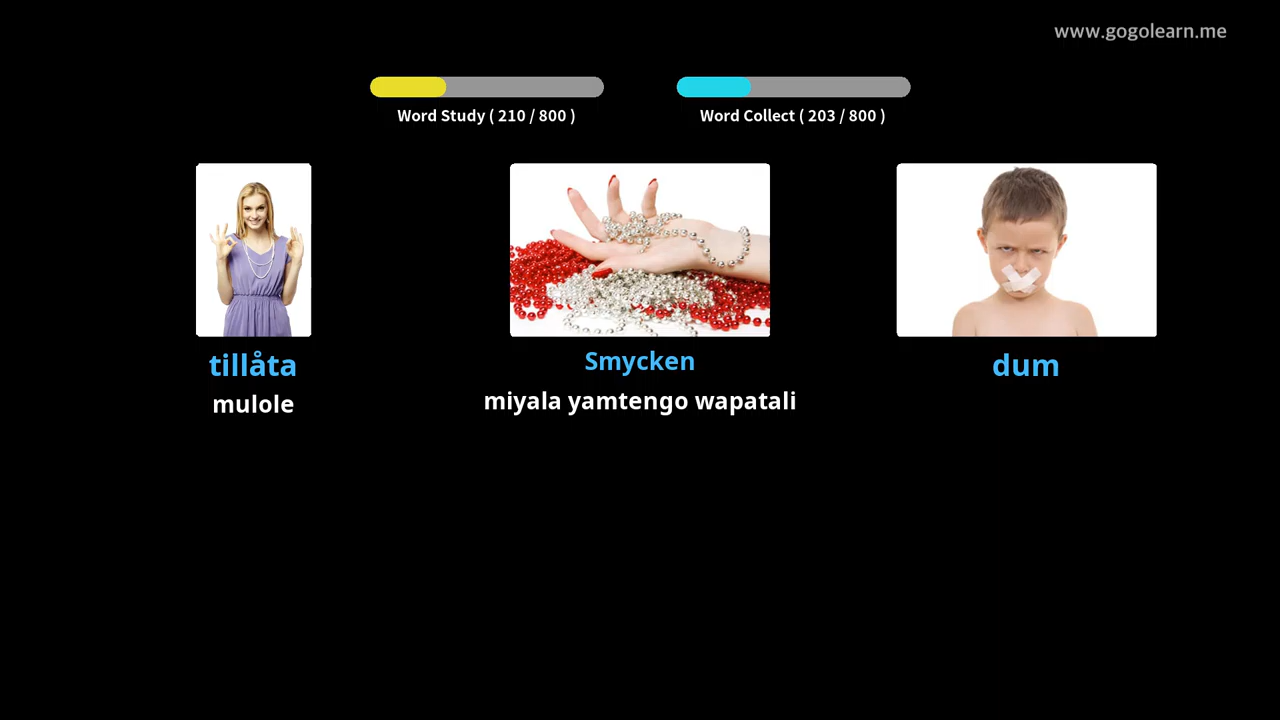 www.gogolearn.me
Word Study ( 210 / 800 )
Word Collect ( 203 / 800 )
tillåta
mulole
Smycken
miyala yamtengo wapatali
dum